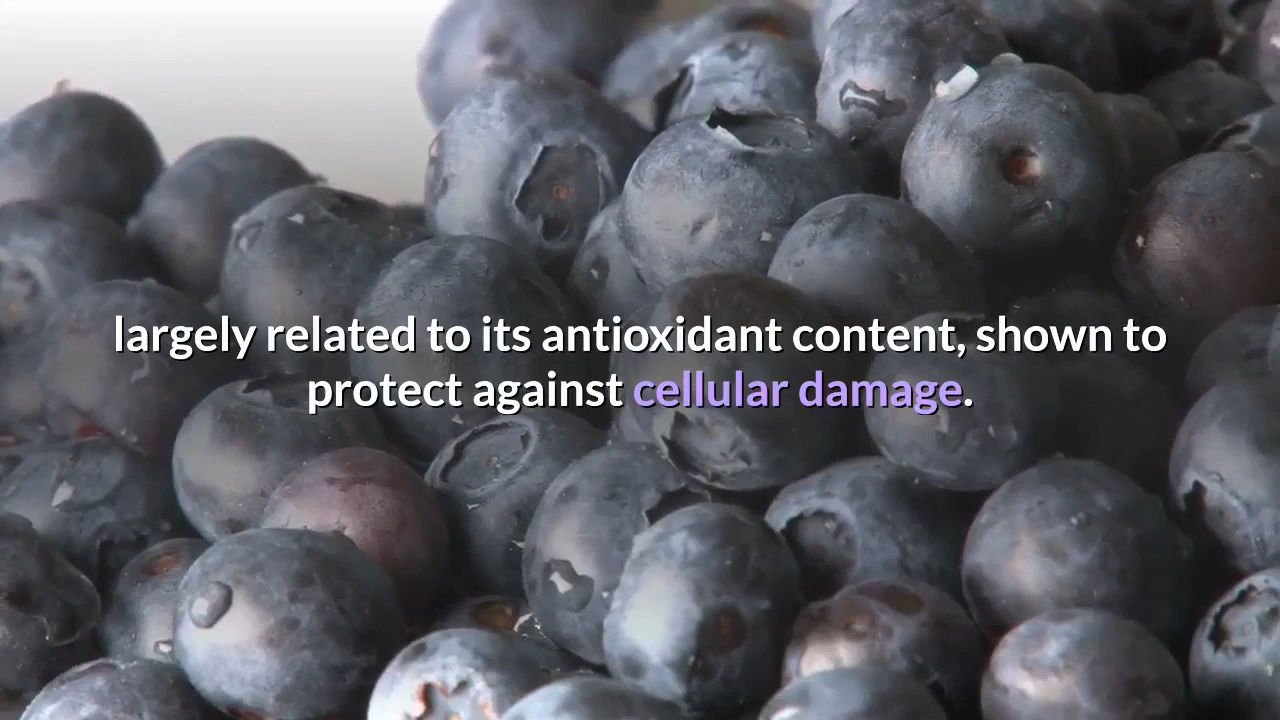 largely related to its antioxidant content, shown to
protect against cellular damage.